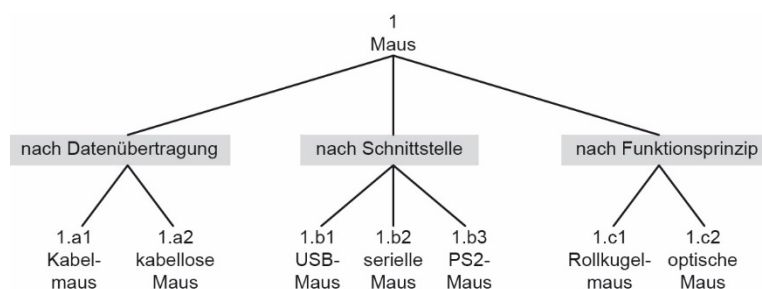 1
Maus
nach Datenübertragung
nach Schnittstelle
nach Funktionsprinzip
1.a1
Kabel-
maus
1.a2
kabellose
Maus
1.b1
USB-
Maus
1.b2
serielle
Maus
1.b3
PS2-
Maus
1.c1
Rollkugel-
maus
1.c2
optische
Maus